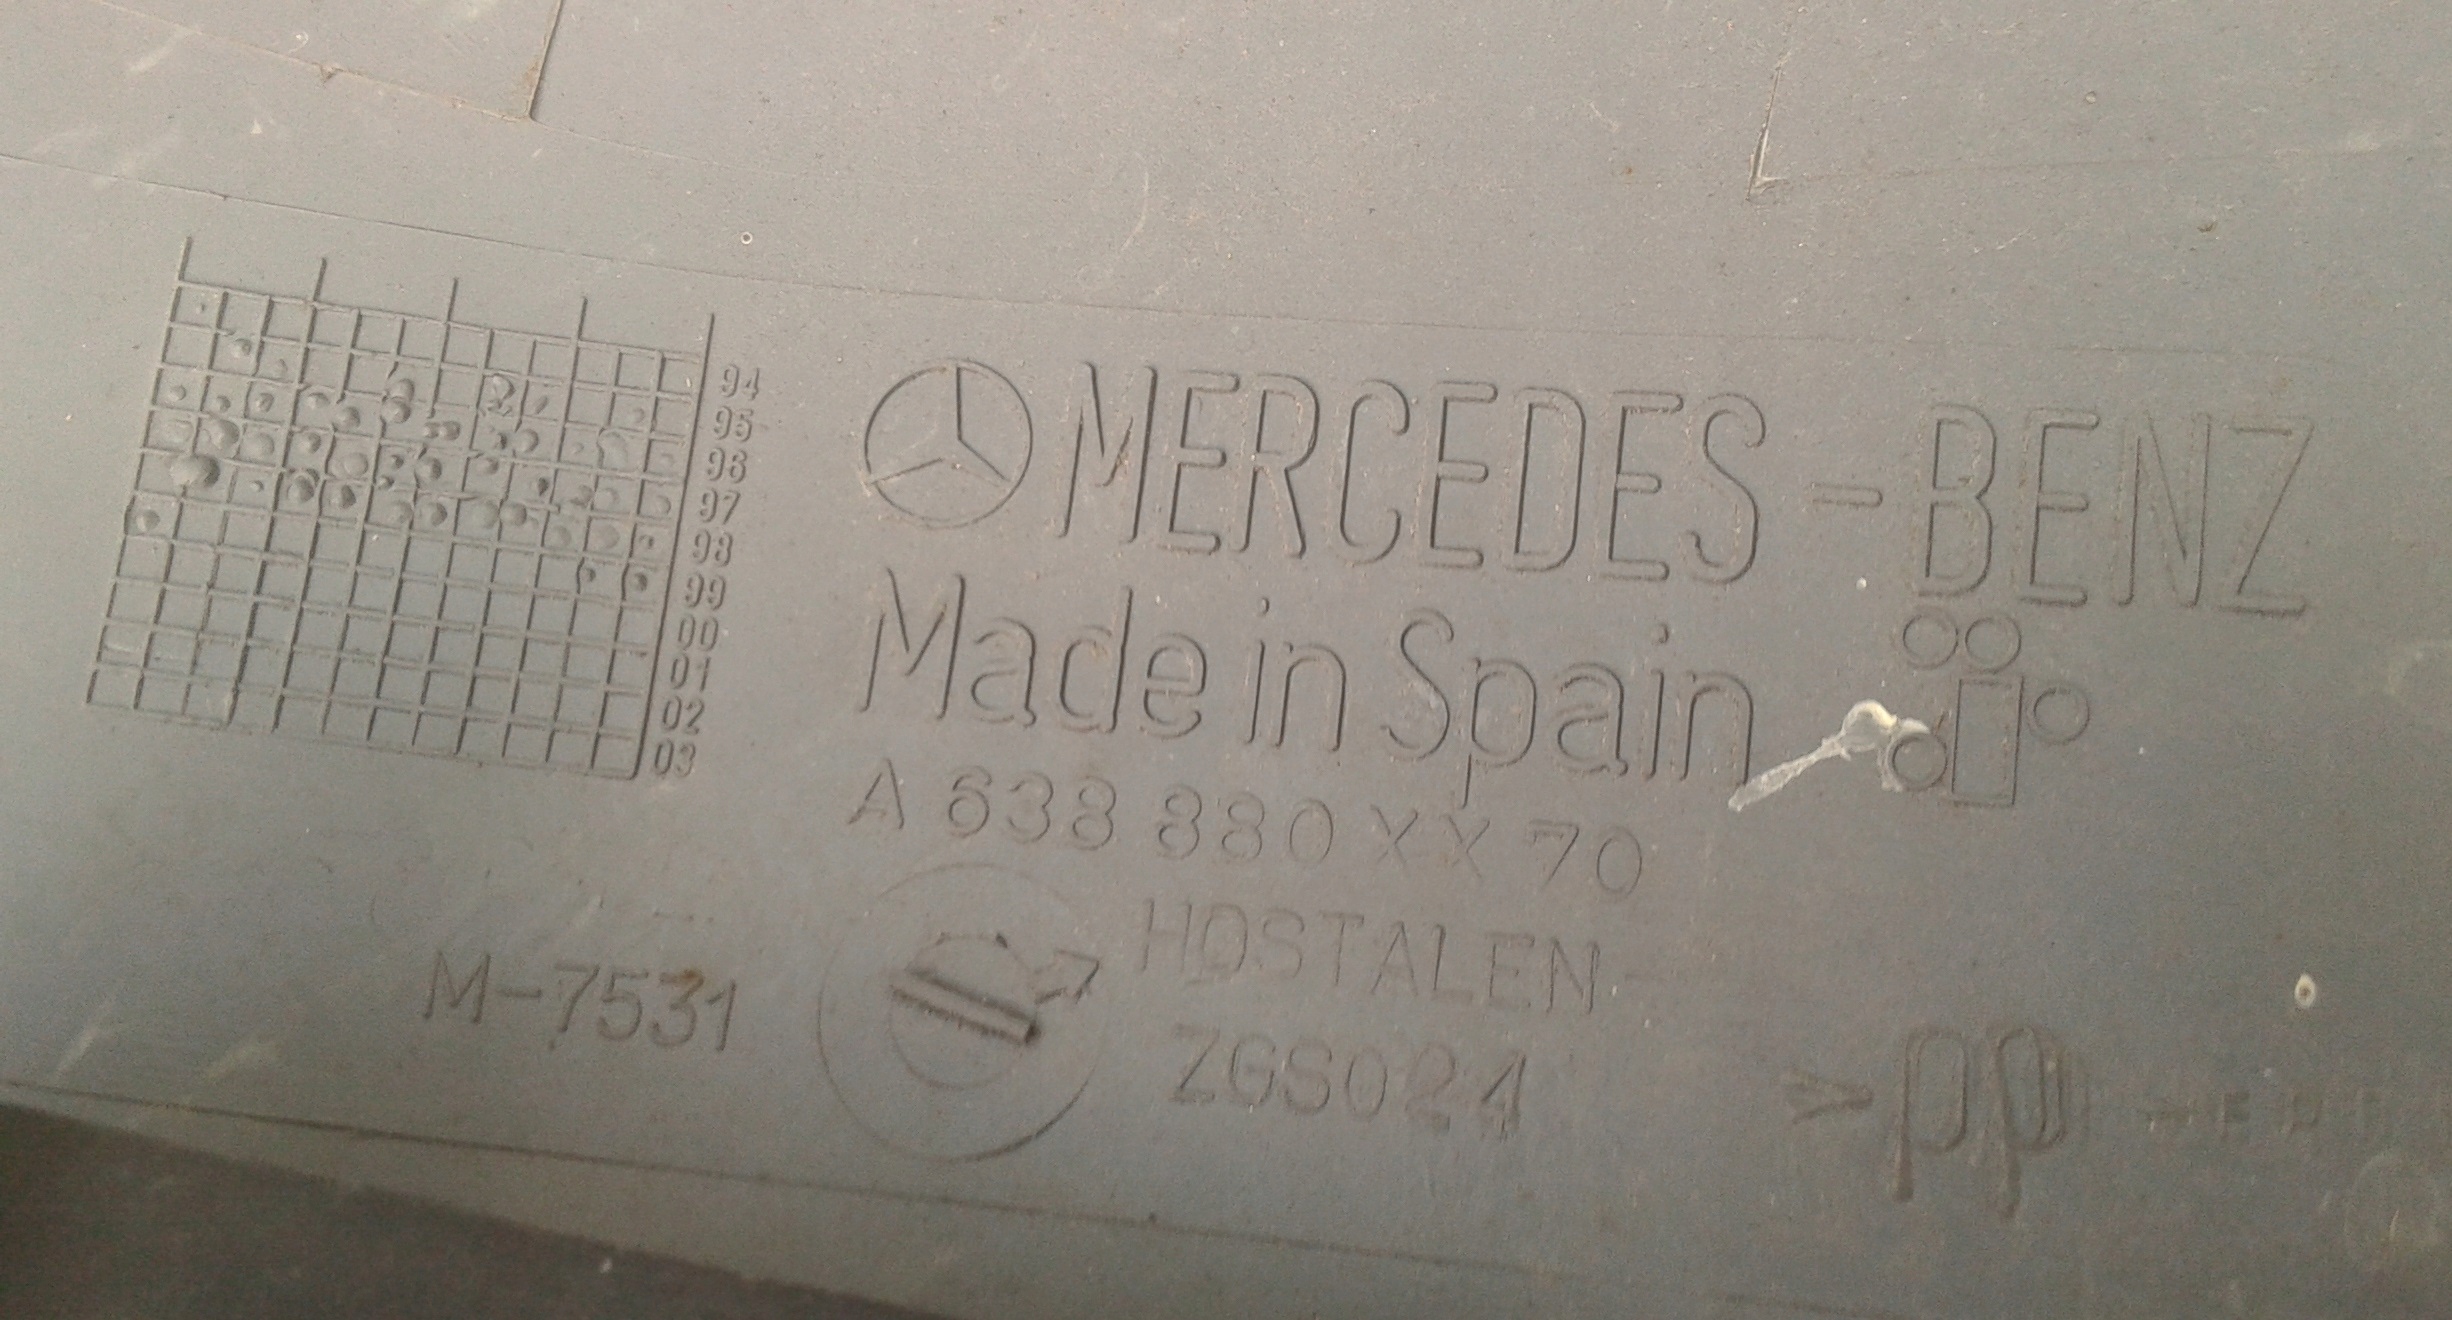 94
95
96
97
98
99
00
01
02
03
MERCEDES-BENZ
Made in Spain
A 638 880 XX 70
M-7531
HOSTALEN-
ZGS024
>pp